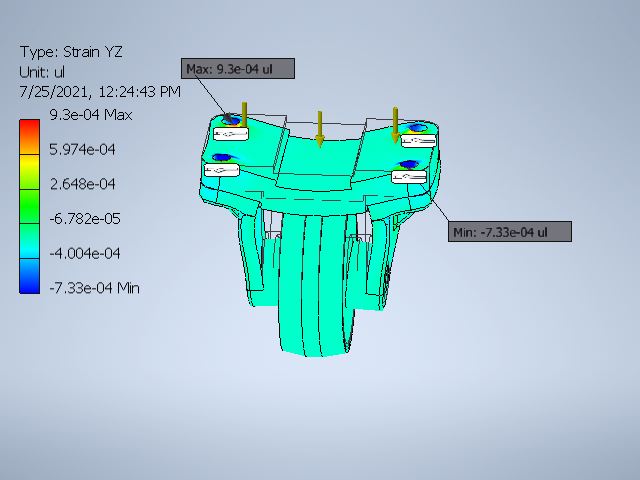 Type: Strain YZ
Unit: ul
7/25/2021, 12:24:43 PM
Max: 9.3e-04 ul
9.3e-04 Max
5.974e-04
2.648e-04
-6.782e-05
-4.004e-04
-7.33e-04 Min
Min: -7.33e-04 ul